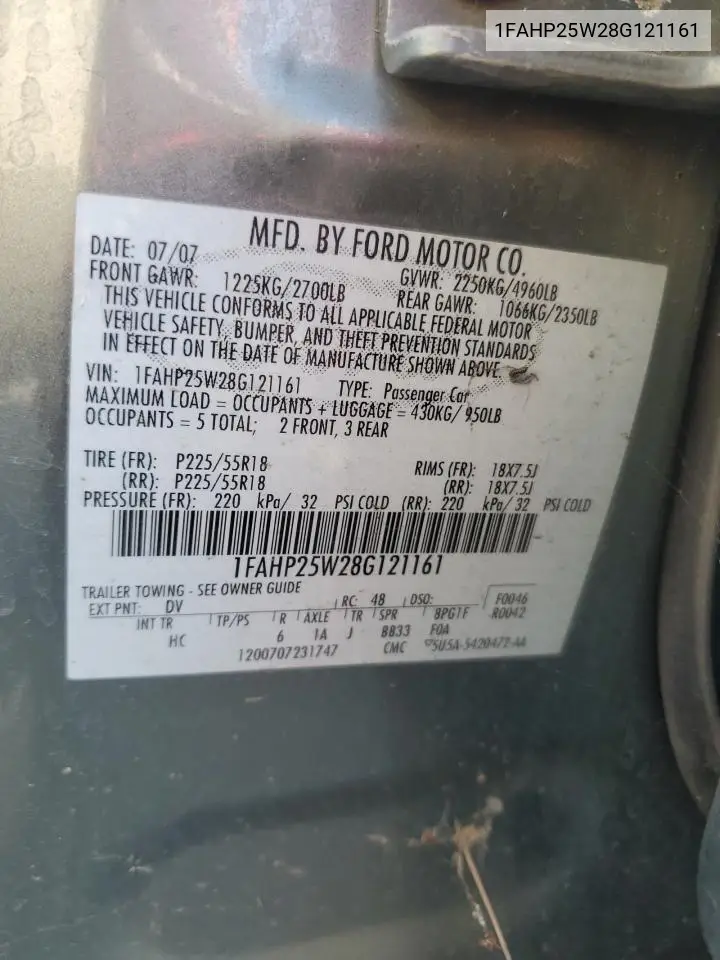 1FAHP25W28G121161
MFD. BY FORD MOTOR CO.
DATE: 07/07 GVWR: 2250KG/4960LB
FRONT GAWR: 1225KG/2700LB REAR GAWR: 1066KG/2350LB
THIS VEHICLE CONFORMS TO ALL APPLICABLE FEDERAL MOTOR
VEHICLE SAFETY, BUMPER, AND THEFT PREVENTION STANDARDS
IN EFFECT ON THE DATE OF MANUFACTURE SHOWN ABOVE.
VIN: 1FAHP25W28G121161 TYPE: Passenger Car
MAXIMUM LOAD = OCCUPANTS + LUGGAGE = 430KG/ 950LB
OCCUPANTS = 5 TOTAL; 2 FRONT, 3 REAR
TIRE (FR): P225/55R18 RIMS (FR): 18X7.5J
(RR): P225/55R18 (RR): 18X7.5J
PRESSURE (FR): 220 kPa/ 32 PSI COLD (RR): 220 kPa/ 32 PSI COLD
1FAHP25W28G121161
TRAILER TOWING - SEE OWNER GUIDE
EXT PNT: DV RC: 48 DSO: F0046
INT TR TP/PS R AXLE TR SPR 8PG1F R0042
HC 6 1A J 8833 F0A
1200707231747 CMC 5U5A-5420472-AA